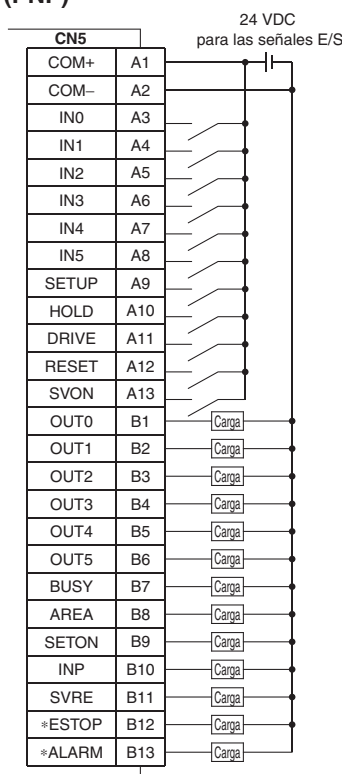 24 VDC
CN5 para las señales E/S
COM+ A1
COM− A2
IN0 A3
IN1 A4
IN2 A5
IN3 A6
IN4 A7
IN5 A8
SETUP A9
HOLD A10
DRIVE A11
RESET A12
SVON A13
OUT0 B1 Carga
OUT1 B2 Carga
OUT2 B3 Carga
OUT3 B4 Carga
OUT4 B5 Carga
OUT5 B6 Carga
BUSY B7 Carga
AREA B8 Carga
SETON B9 Carga
INP B10 Carga
SVRE B11 Carga
*ESTOP B12 Carga
*ALARM B13 Carga